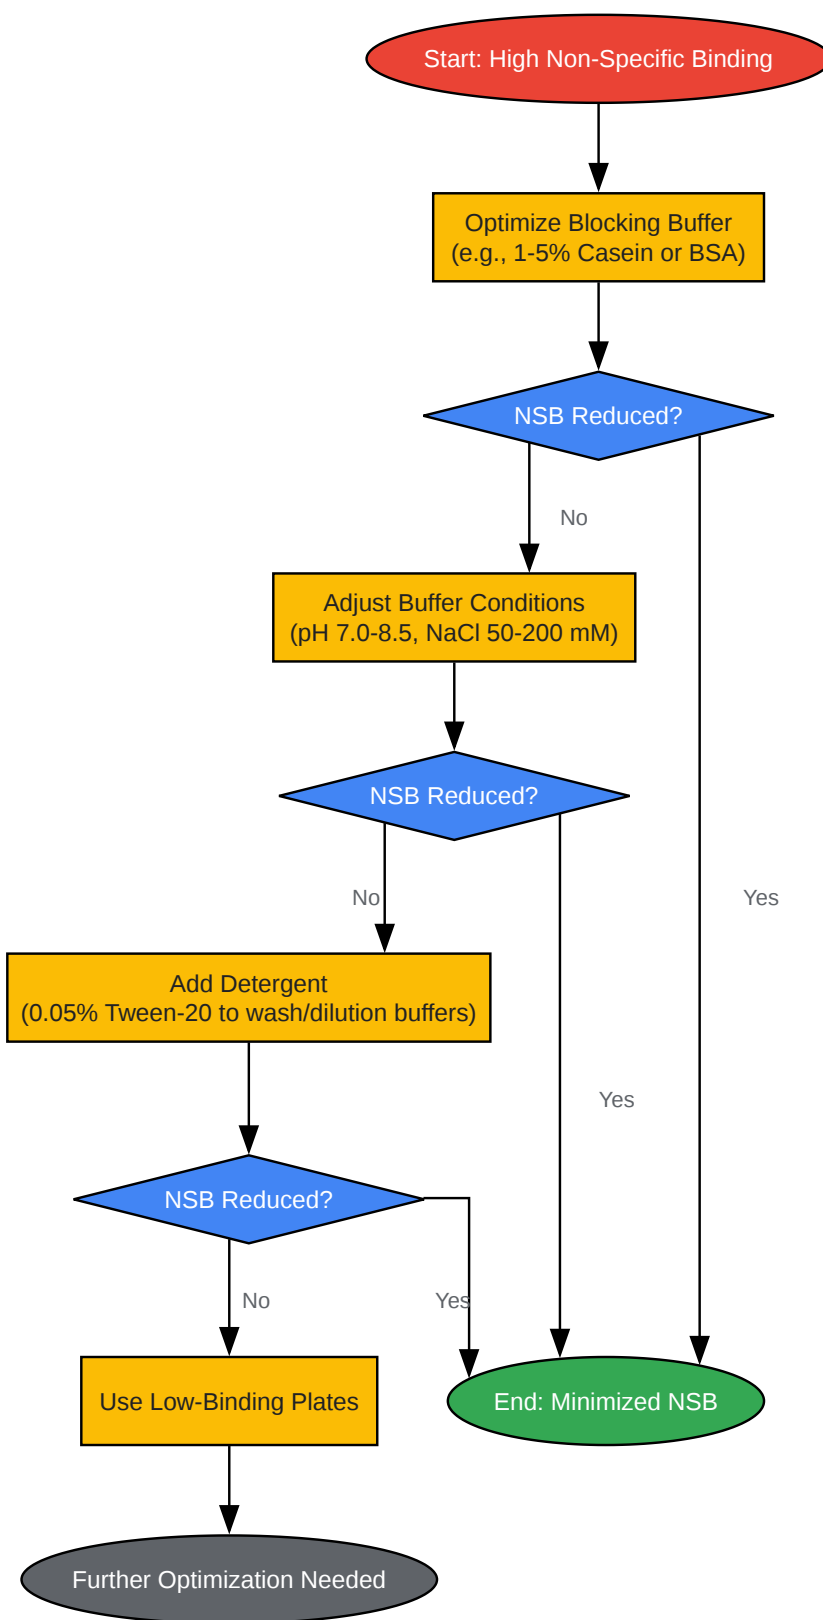 Start: High Non-Specific Binding
Optimize Blocking Buffer
(e.g., 1-5% Casein or BSA)
NSB Reduced?
No
Adjust Buffer Conditions
(pH 7.0-8.5, NaCl 50-200 mM)
NSB Reduced?
No
Yes
Add Detergent
(0.05% Tween-20 to wash/dilution buffers)
Yes
NSB Reduced?
No
Yes
Use Low-Binding Plates
End: Minimized NSB
Further Optimization Needed